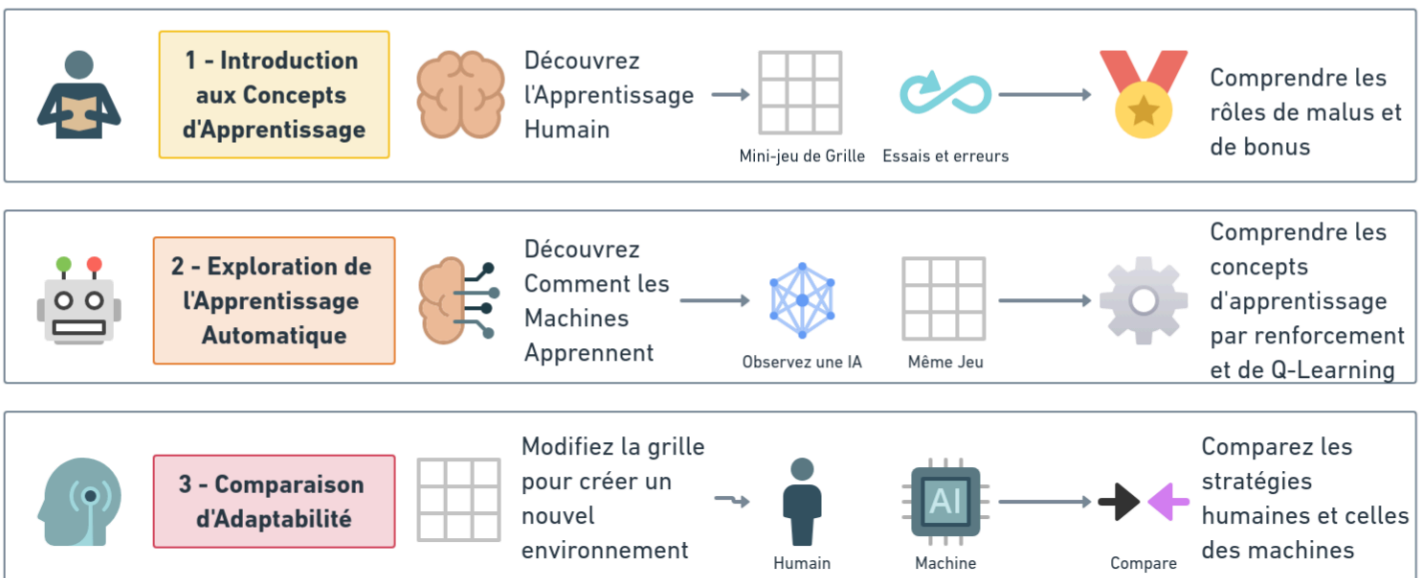 1 - Introduction
aux Concepts
d'Apprentissage
Découvrez
l'Apprentissage
Humain
Mini-jeu de Grille
Essais et erreurs
Comprendre les
rôles de malus et
de bonus
2 - Exploration de
l'Apprentissage
Automatique
Découvrez
Comment les
Machines
Apprennent
Observez une IA
Même Jeu
Comprendre les
concepts
d'apprentissage
par renforcement
et de Q-Learning
3 - Comparaison
d'Adaptabilité
Modifiez la grille
pour créer un
nouvel
environnement
Humain
AI
Machine
Compare
Comparez les
stratégies
humaines et celles
des machines